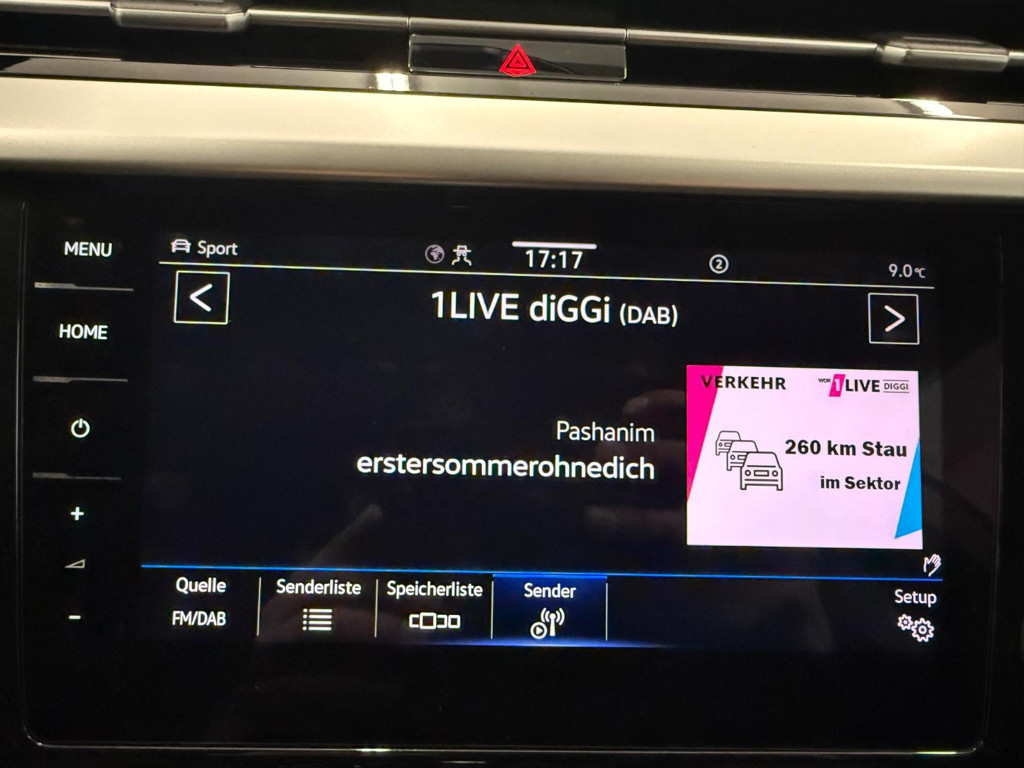 MENU
HOME
+
-
Sport
17:17
2
9.0°C
<
1LIVE diGGi (DAB)
>
Pashanim
erstersommerohnedich
VERKEHR
WDR 1LIVE DIGGI
260 km Stau
im Sektor
Quelle
FM/DAB
Senderliste
Speicherliste
Sender
Setup